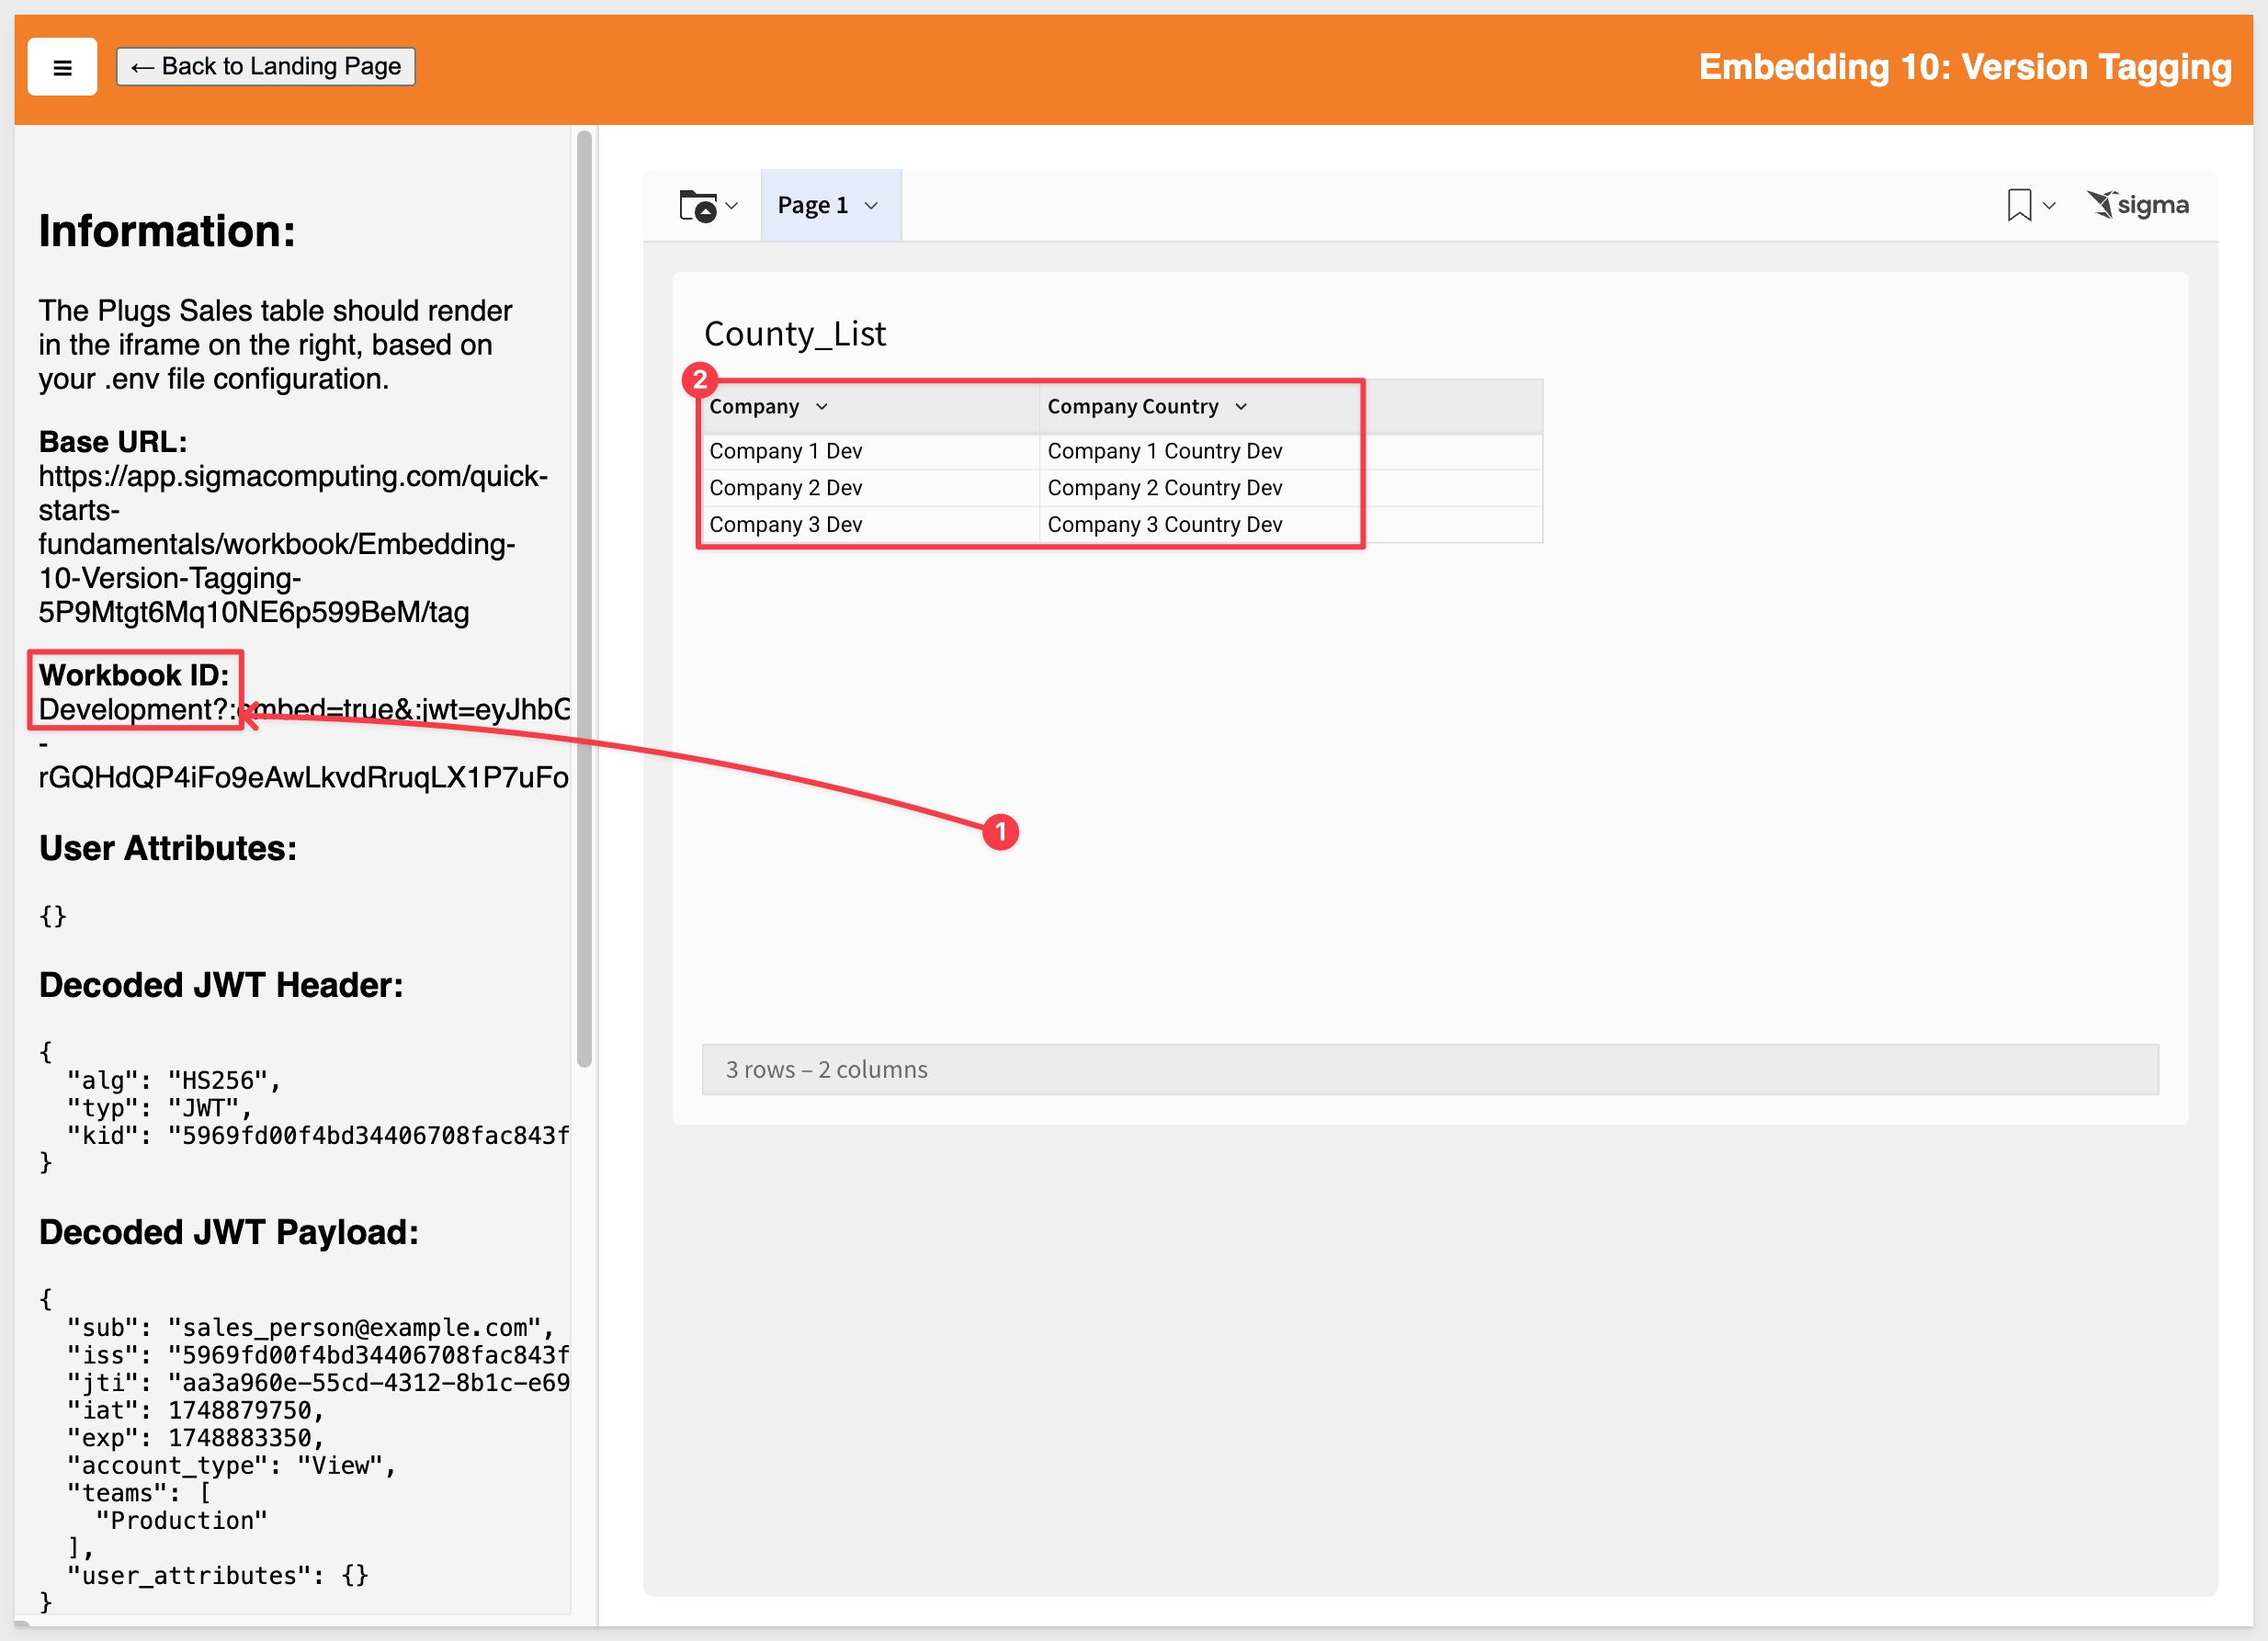 ← Back to Landing Page
Embedding 10: Version Tagging
Information:
The Plugs Sales table should render
in the iframe on the right, based on
your .env file configuration.
Base URL:
https://app.sigmacomputing.com/quick-
starts-
fundamentals/workbook/Embedding-
10-Version-Tagging-
5P9Mtgt6Mq10NE6p599BeM/tag
Workbook ID:
Development?:embed=true&:jwt=eyJhbG
-
rGQHdQP4iFo9eAwLkvdRruqLX1P7uFo
User Attributes:
{}
Decoded JWT Header:
{
"alg": "HS256",
"typ": "JWT",
"kid": "5969fd00f4bd34406708fac843f
}
Decoded JWT Payload:
{
"sub": "sales_person@example.com",
"iss": "5969fd00f4bd34406708fac843f
"jti": "aa3a960e-55cd-4312-8b1c-e69
"iat": 1748879750,
"exp": 1748883350,
"account_type": "View",
"teams": [
"Production"
],
"user_attributes": {}
}
Page 1
sigma
County_List
2
Company
Company Country
Company 1 Dev
Company 1 Country Dev
Company 2 Dev
Company 2 Country Dev
Company 3 Dev
Company 3 Country Dev
1
3 rows – 2 columns